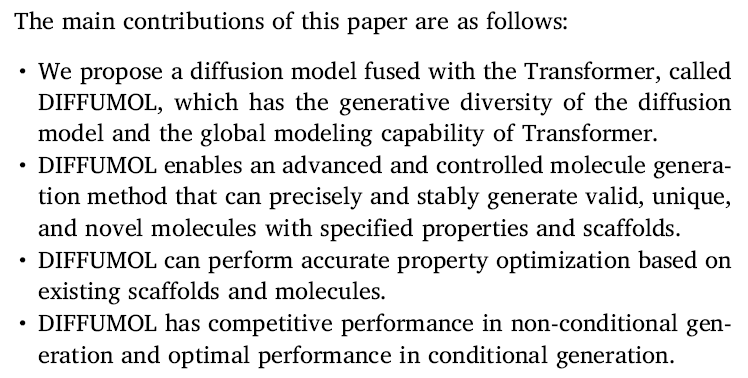 The main contributions of this paper are as follows:
• We propose a diffusion model fused with the Transformer, called
DIFFUMOL, which has the generative diversity of the diffusion
model and the global modeling capability of Transformer.
• DIFFUMOL enables an advanced and controlled molecule genera-
tion method that can precisely and stably generate valid, unique,
and novel molecules with specified properties and scaffolds.
• DIFFUMOL can perform accurate property optimization based on
existing scaffolds and molecules.
• DIFFUMOL has competitive performance in non-conditional gen-
eration and optimal performance in conditional generation.